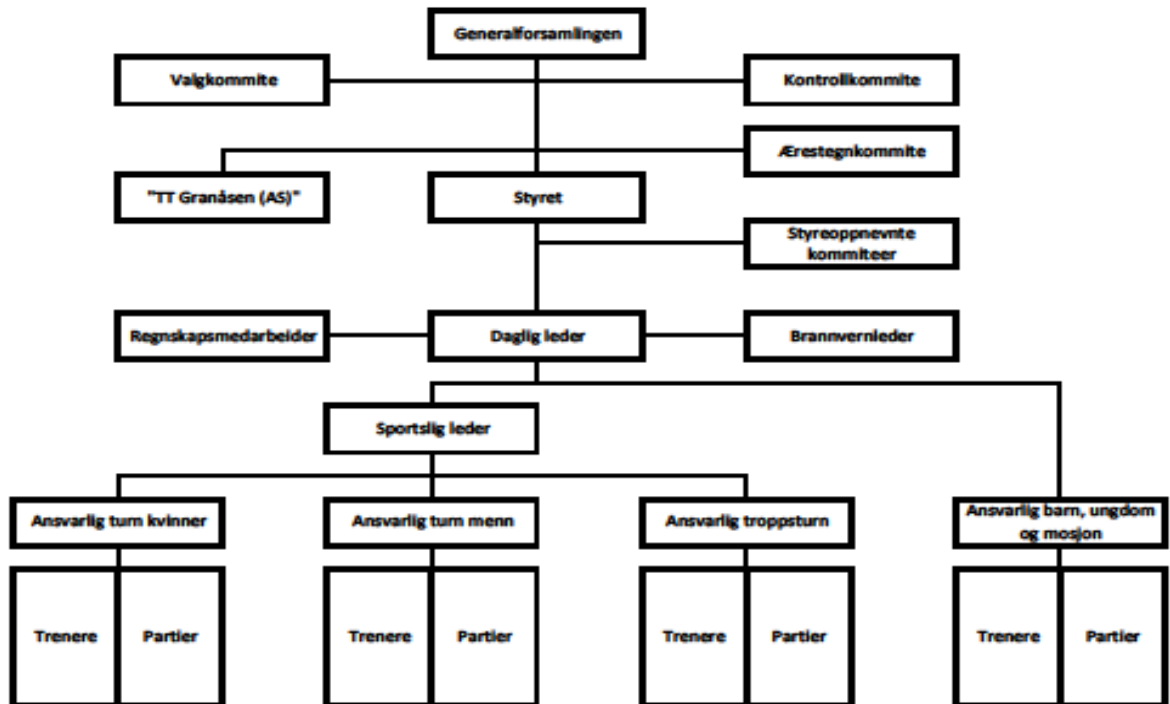 Generalforsamlingen
Valgkommite
Kontrollkommite
Ærestegnkommite
"TT Granåsen (AS)"
Styret
Styreoppnevnte
kommiteer
Regnskapsmedarbeider
Daglig leder
Brannvernleder
Sportslig leder
Ansvarlig turn kvinner
Ansvarlig turn menn
Ansvarlig troppsturn
Ansvarlig barn, ungdom
og mosjon
Trenere
Partier
Trenere
Partier
Trenere
Partier
Trenere
Partier